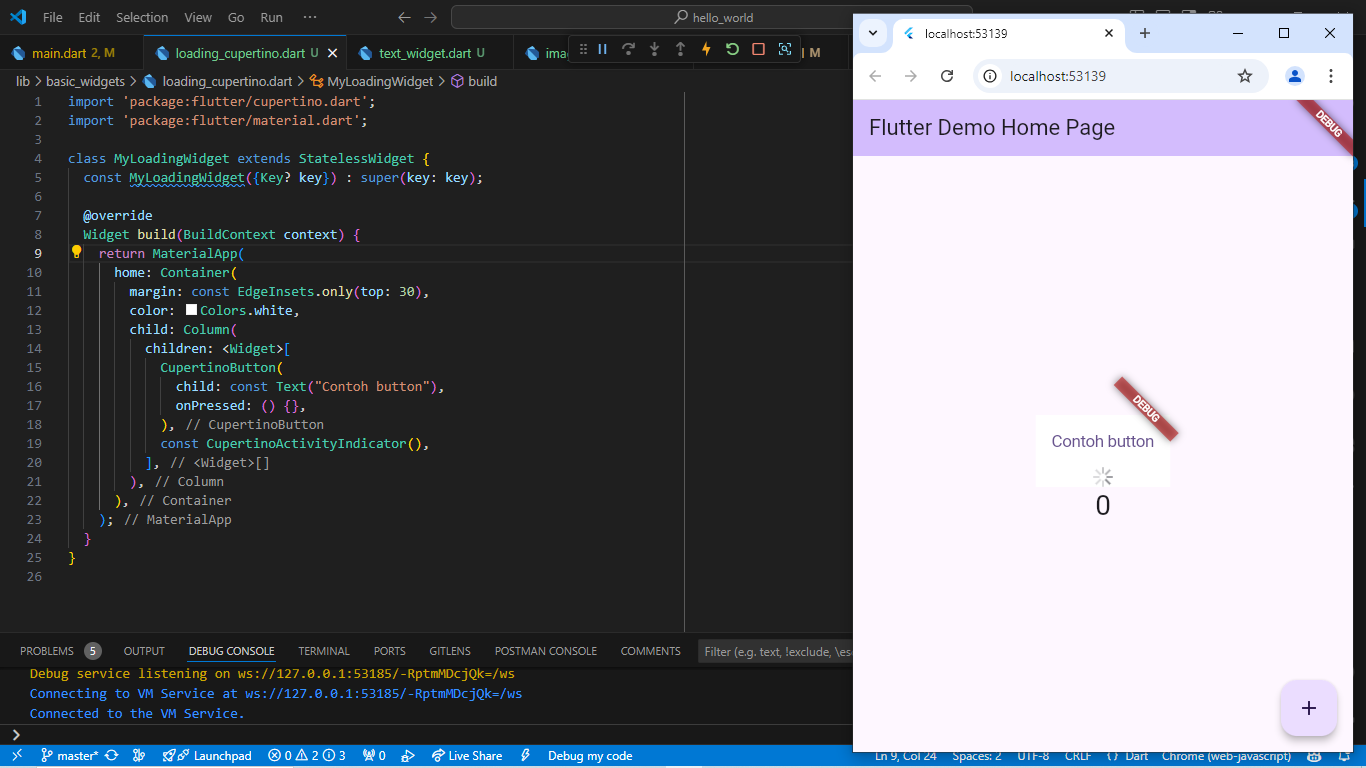 File Edit Selection View Go Run ··· hello_world
main.dart 2, M loading_cupertino.dart U text_widget.dart U M
lib > basic_widgets > loading_cupertino.dart > MyLoadingWidget > build
1 import 'package:flutter/cupertino.dart';
2 import 'package:flutter/material.dart';
3
4 class MyLoadingWidget extends StatelessWidget {
5 const MyLoadingWidget({Key? key}) : super(key: key);
6
7 @override
8 Widget build(BuildContext context) {
9 return MaterialApp(
10 home: Container(
11 margin: const EdgeInsets.only(top: 30),
12 color: Colors.white,
13 child: Column(
14 children: <Widget>[
15 CupertinoButton(
16 child: const Text("Contoh button"),
17 onPressed: () {},
18 ), // CupertinoButton
19 const CupertinoActivityIndicator(),
20 ], // <Widget>[]
21 ), // Column
22 ), // Container
23 ); // MaterialApp
24 }
25 }
26
PROBLEMS 5 OUTPUT DEBUG CONSOLE TERMINAL PORTS GITLENS POSTMAN CONSOLE COMMENTS Filter (e.g. text, !exclude, \es
Debug service listening on ws://127.0.0.1:53185/-RptmMDcjQk=/ws
Connecting to VM Service at ws://127.0.0.1:53185/-RptmMDcjQk=/ws
Connected to the VM Service.
master* Launchpad 0 2 3 0 Live Share Debug my code Ln 9, Col 24 Spaces: 2 UTF-8 CRLF {} Dart Chrome (web-javascript)
localhost:53139
localhost:53139
Flutter Demo Home Page
DEBUG
DEBUG
Contoh button
0